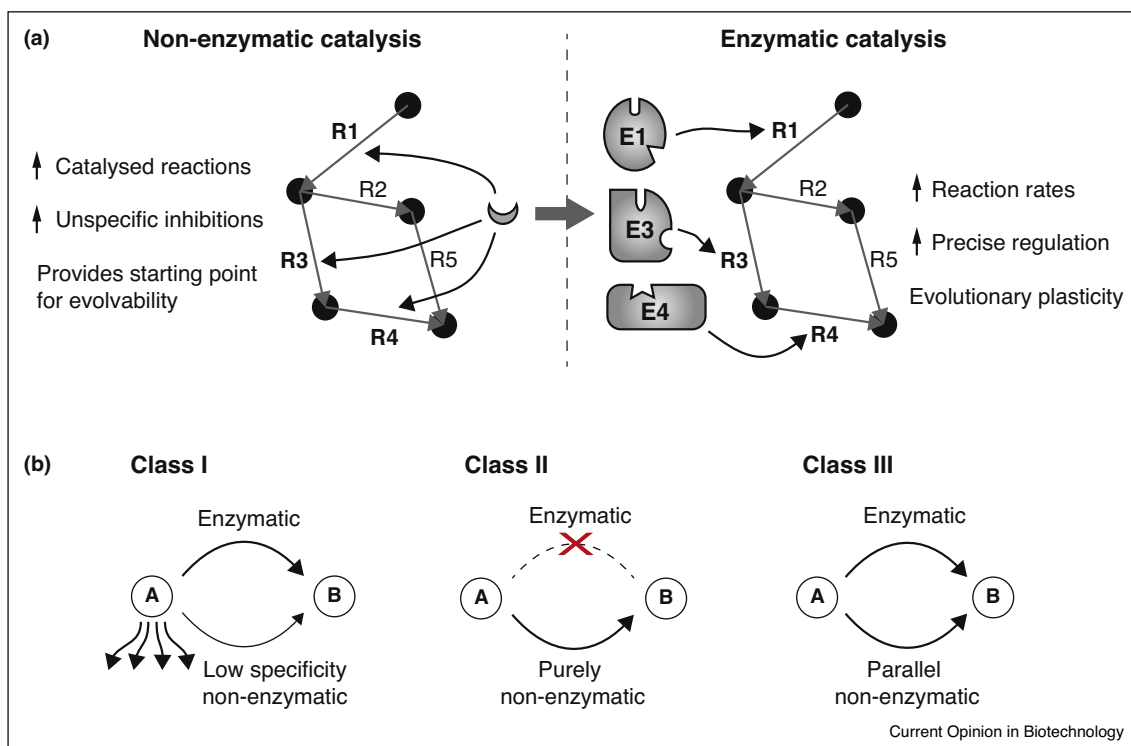 (a)
Non-enzymatic catalysis
Enzymatic catalysis
R1
Catalysed reactions
R2
Unspecific inhibitions
R3
R5
Provides starting point
for evolvability
R4
E1
R1
R2
Reaction rates
E3
Precise regulation
R3
R5
E4
Evolutionary plasticity
R4
(b)
Class I
Class II
Class III
Enzymatic
Enzymatic
Enzymatic
A
B
A
B
A
B
Low specificity
non-enzymatic
Purely
non-enzymatic
Parallel
non-enzymatic
Current Opinion in Biotechnology